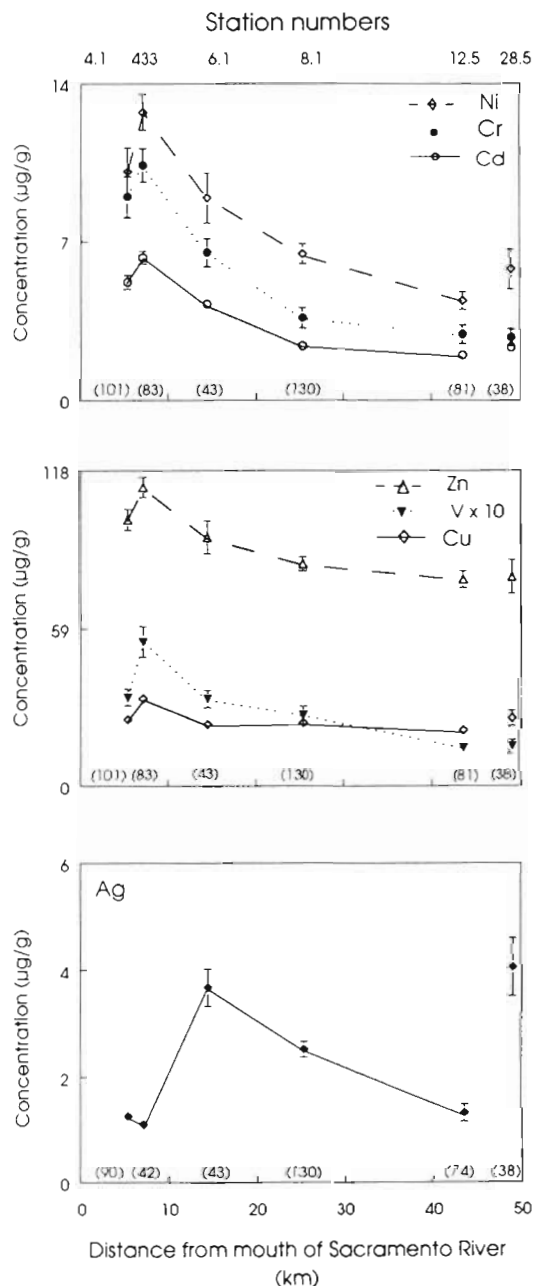 Station numbers
4.1 433 6.1 8.1 12.5 28.5
14
Ni
Cr
Cd
Concentration (µg/g)
7
(101) (83) (43) (130) (81) (38)
0
118
Zn
V x 10
Cu
Concentration (µg/g)
59
(101) (83) (43) (130) (81) (38)
0
6
Ag
Concentration (µg/g)
4
2
(90) (42) (43) (130) (74) (38)
0
0 10 20 30 40 50
Distance from mouth of Sacramento River
(km)